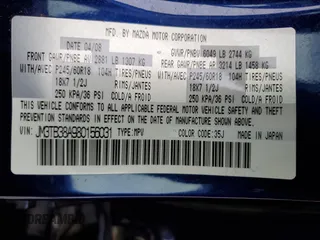 MFD BY MAZDA MOTOR CORPORATION
DATE 04/08
GVWR/PNBV 6049 LB 2744 KG
FRONT GAWR/PNBE AR 2881 LB 1307 KG
REAR GAWR/PNBE AR 3214 LB 1458 KG
WITH/AVEC P245/60R18 104H TIRES/PNEUS
WITH/AVEC P245/60R18 104H TIRES/PNEUS
18X7 1/2J RIMS/JANTES
18X7 1/2J
250 KPA/36 PSI COLD/A FROID
250 KPA/36 PSI COLD/A FROID
THIS VEHICLE CONFORMS TO ALL APPLICABLE FEDERAL MOTOR VEHICLE SAFETY AND THEFT
PREVENTION STANDARDS IN EFFECT ON THE DATE OF MANUFACTURE SHOWN ABOVE.
JM3TB38A980156031
TYPE:MPV
COLOR CODE:35J
MADE IN JAPAN